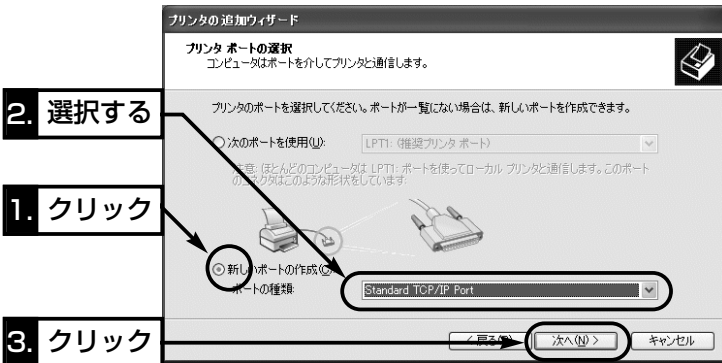 プリンタの追加ウィザード
プリンタ ポートの選択
コンピュータはポートを介してプリンタと通信します。
プリンタのポートを選択してください。ポートが一覧にない場合は、新しいポートを作成できます。
2. 選択する
次のポートを使用(U):
LPT1: (推奨プリンタ ポート)
注意: ほとんどのコンピュータは LPT1: ポートを使ってローカル プリンタと通信します。このポート
のコネクタはこのような形状をしています:
1. クリック
新しいポートの作成(C):
ポートの種類:
Standard TCP/IP Port
3. クリック
< 戻る(B)
次へ(N) >
キャンセル